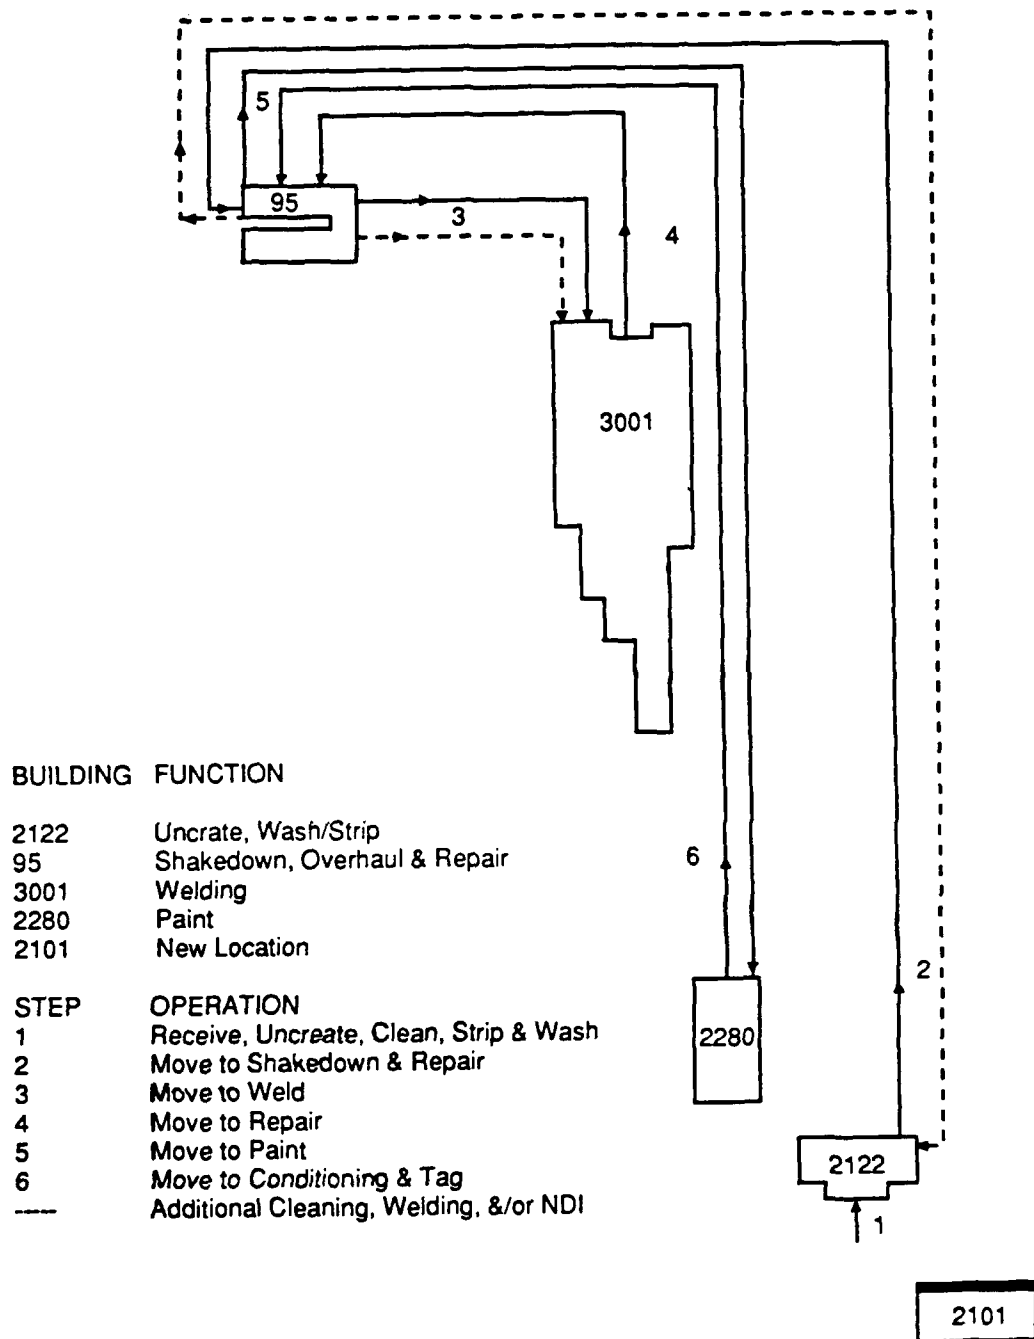 5
95
3
4
3001
BUILDING FUNCTION
2122 Uncrate, Wash/Strip
95 Shakedown, Overhaul & Repair
3001 Welding
2280 Paint
2101 New Location
STEP OPERATION
1 Receive, Uncreate, Clean, Strip & Wash
2 Move to Shakedown & Repair
3 Move to Weld
4 Move to Repair
5 Move to Paint
6 Move to Conditioning & Tag
---- Additional Cleaning, Welding, &/or NDI
6
2
2280
2122
1
2101